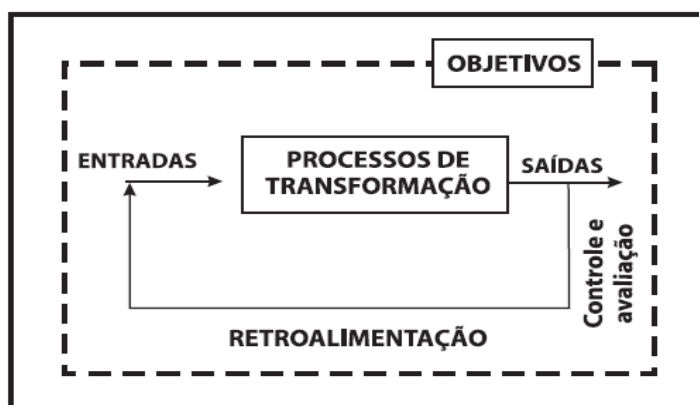 OBJETIVOS
ENTRADAS
PROCESSOS DE
TRANSFORMAÇÃO
SAÍDAS
Controle e
avaliação
RETROALIMENTAÇÃO